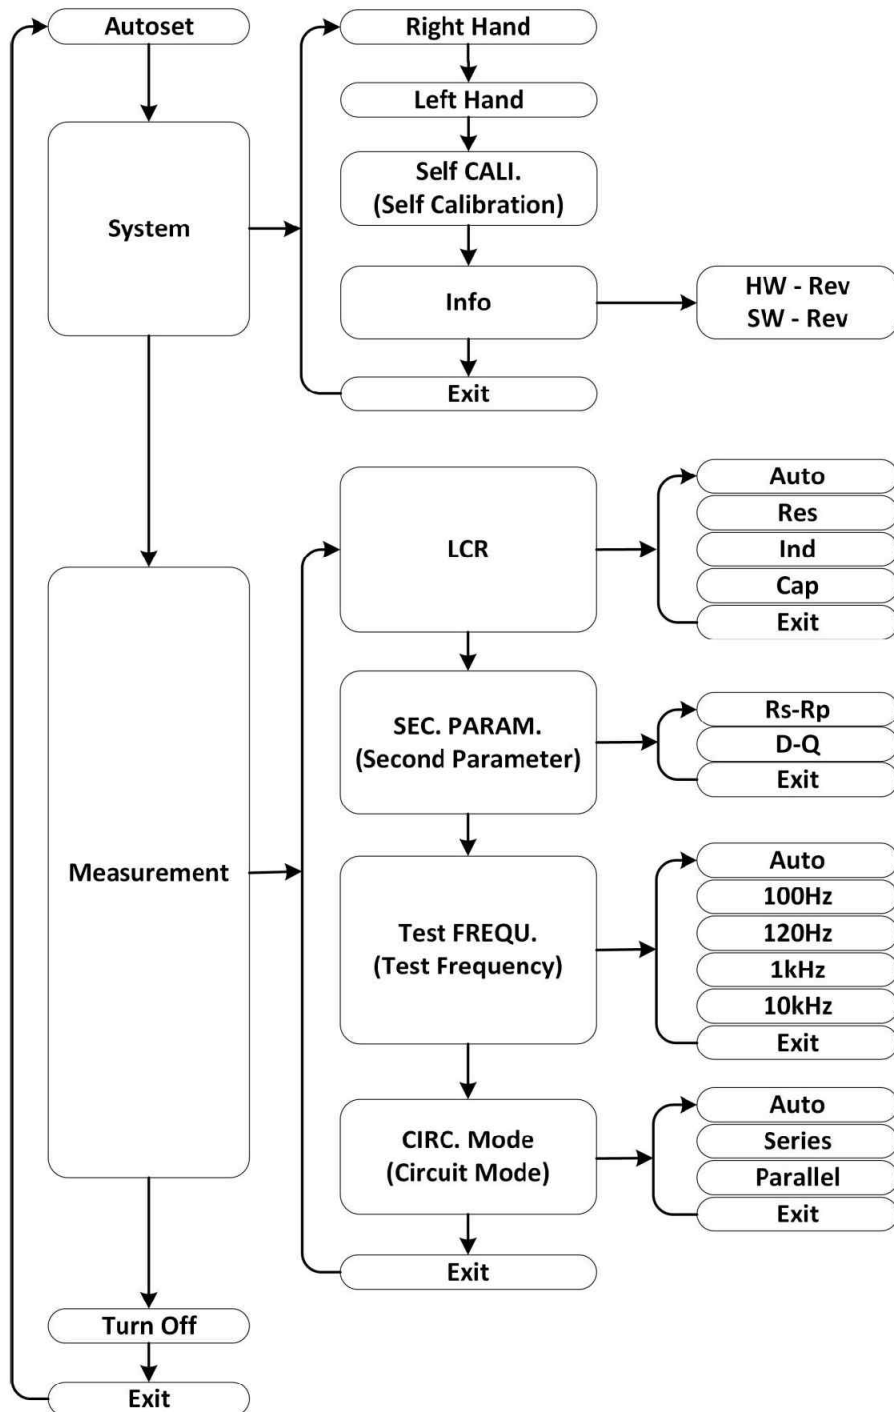 Autoset
System
Right Hand
Left Hand
Self CALI.
(Self Calibration)
Info
HW - Rev
SW - Rev
Exit
Measurement
LCR
Auto
Res
Ind
Cap
Exit
SEC. PARAM.
(Second Parameter)
Rs-Rp
D-Q
Exit
Test FREQU.
(Test Frequency)
Auto
100Hz
120Hz
1kHz
10kHz
Exit
CIRC. Mode
(Circuit Mode)
Auto
Series
Parallel
Exit
Exit
Turn Off
Exit